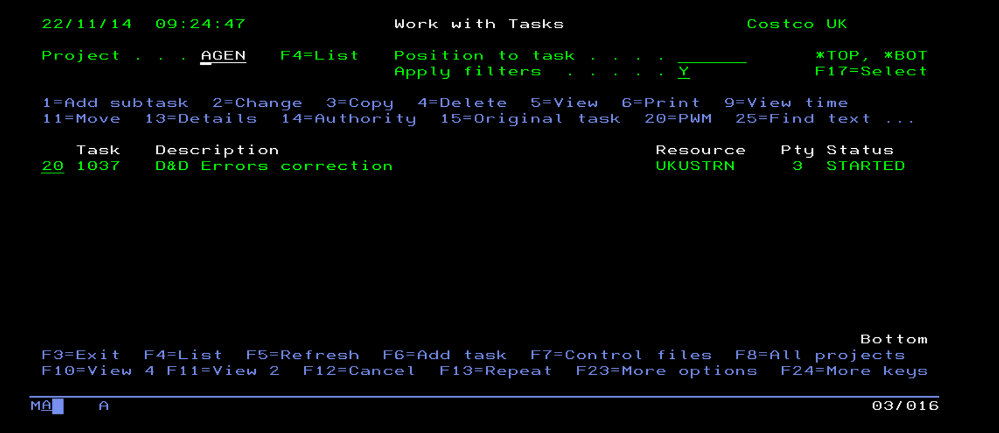 22/11/14 09:24:47 Work with Tasks Costco UK
Project . . . AGEN F4=List Position to task . . . . ______ *TOP, *BOT
Apply filters . . . . . Y F17=Select
1=Add subtask 2=Change 3=Copy 4=Delete 5=View 6=Print 9=View time
11=Move 13=Details 14=Authority 15=Original task 20=PWM 25=Find text ...
Task Description Resource Pty Status
20 1037 D&D Errors correction UKUSTRN 3 STARTED
Bottom
F3=Exit F4=List F5=Refresh F6=Add task F7=Control files F8=All projects
F10=View 4 F11=View 2 F12=Cancel F13=Repeat F23=More options F24=More keys
MA A 03/016